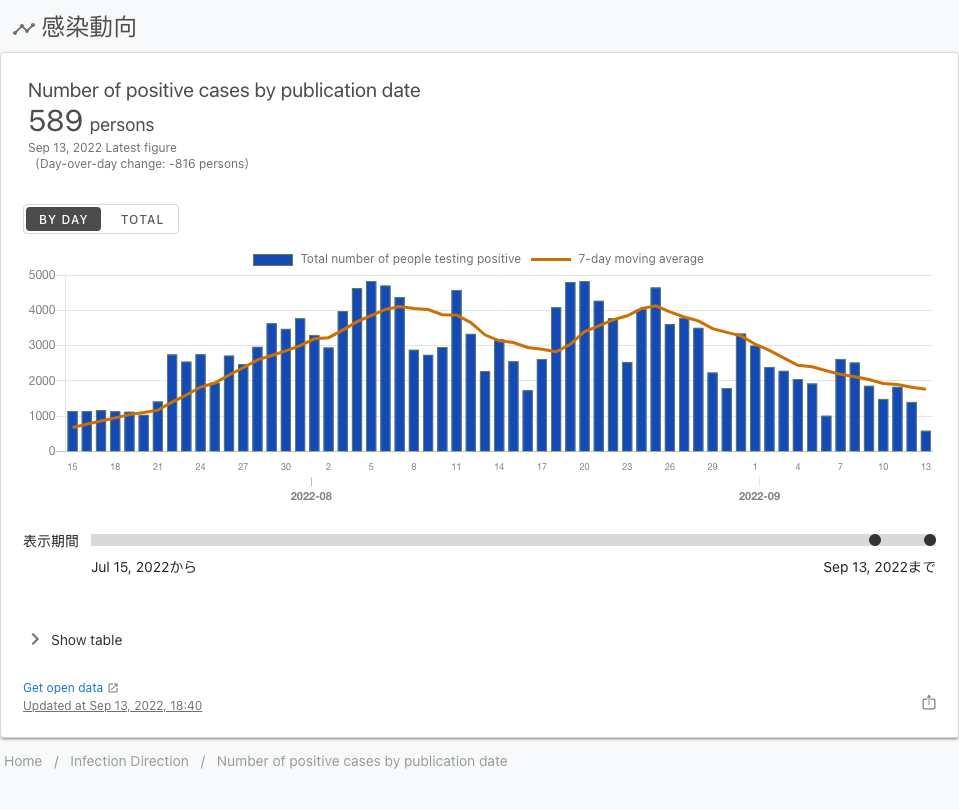 感染動向
Number of positive cases by publication date
589 persons
Sep 13, 2022 Latest figure
(Day-over-day change: -816 persons)
BY DAY TOTAL
Total number of people testing positive 7-day moving average
5000
4000
3000
2000
1000
0
15 18 21 24 27 30 2 5 8 11 14 17 20 23 26 29 1 4 7 10 13
2022-08 2022-09
表示期間
Jul 15, 2022から Sep 13, 2022まで
Show table
Get open data
Updated at Sep 13, 2022, 18:40
Home / Infection Direction / Number of positive cases by publication date